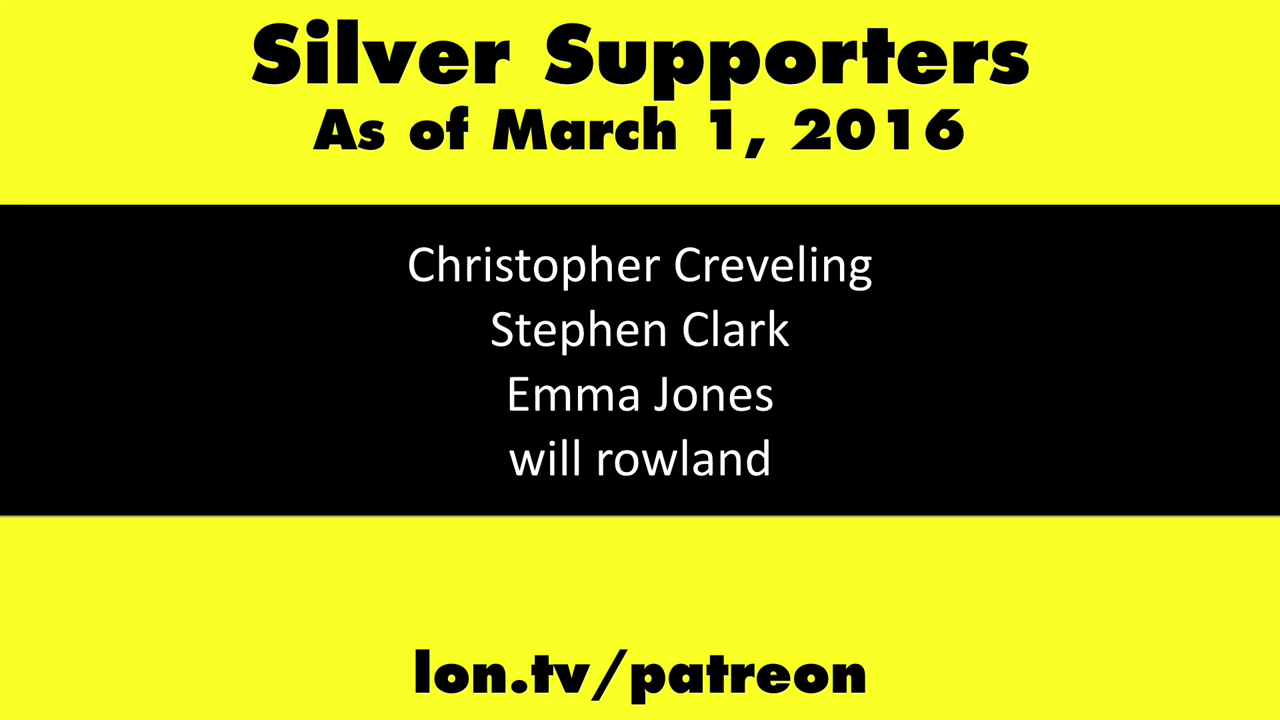 Silver Supporters
As of March 1, 2016
Christopher Creveling
Stephen Clark
Emma Jones
will rowland
lon.tv/patreon